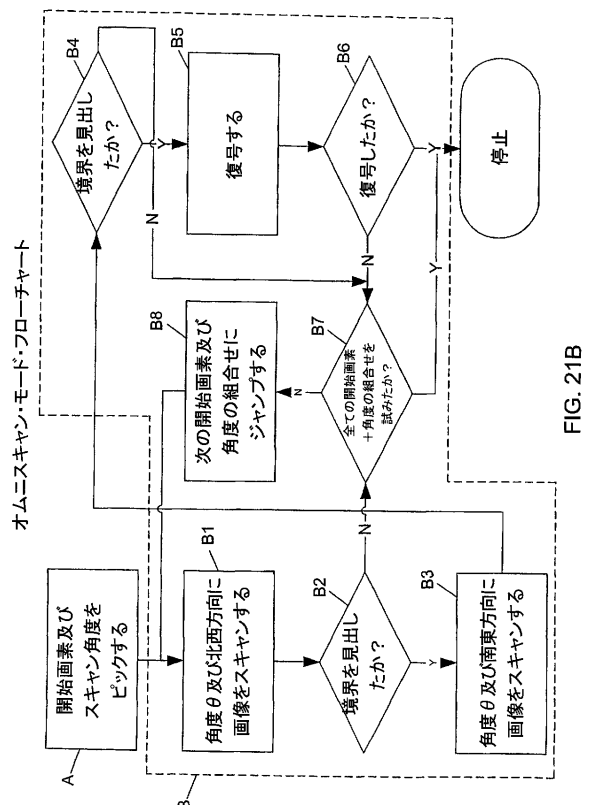 オムニスキャン・モード・フローチャート
A
開始画素及び
スキャン角度を
ピックする
B
B1
角度θ及び北西方向に
画像をスキャンする
B2
境界を見出し
たか？
N
Y
B3
角度θ及び南東方向に
画像をスキャンする
B4
境界を見出し
たか？
Y
N
B5
復号する
B6
復号したか？
N
Y
B7
全ての開始画素
＋角度の組合せを
試みたか？
N
Y
B8
次の開始画素及び
角度の組合せに
ジャンプする
停止
FIG. 21B